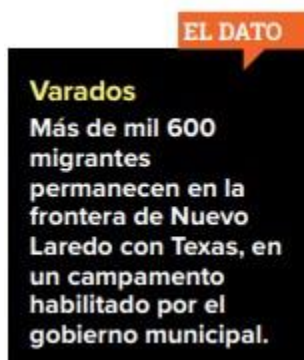 EL DATO
Varados
Más de mil 600
migrantes
permanecen en la
frontera de Nuevo
Laredo con Texas, en
un campamento
habilitado por el
gobierno municipal.